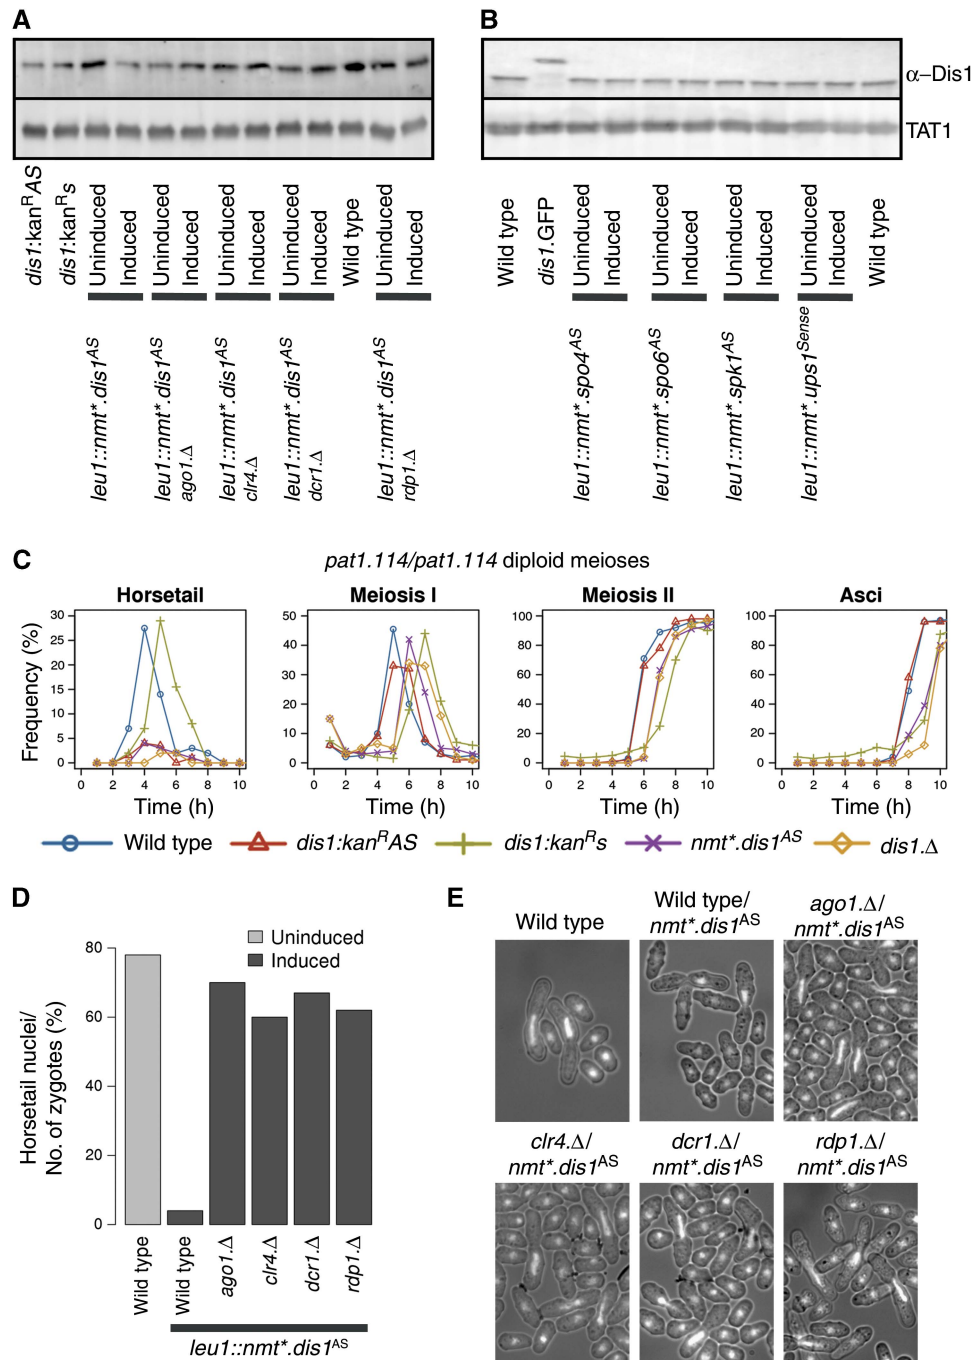 A
B
α–Dis1
TAT1
dis1:kanRAS
dis1:kanRs
Uninduced
Induced
Uninduced
Induced
Uninduced
Induced
Uninduced
Induced
Wild type
Uninduced
Induced
leu1::nmt*.dis1AS
leu1::nmt*.dis1AS
ago1.Δ
leu1::nmt*.dis1AS
clr4.Δ
leu1::nmt*.dis1AS
dcr1.Δ
leu1::nmt*.dis1AS
rdp1.Δ
Wild type
dis1.GFP
Uninduced
Induced
Uninduced
Induced
Uninduced
Induced
Uninduced
Induced
Wild type
leu1::nmt*.spo4AS
leu1::nmt*.spo6AS
leu1::nmt*.spk1AS
leu1::nmt*.ups1Sense
C
pat1.114/pat1.114 diploid meioses
Horsetail
Meiosis I
Meiosis II
Asci
Frequency (%)
30
25
20
15
10
5
0
0 2 4 6 8 10
Time (h)
50
40
30
20
10
0
0 2 4 6 8 10
Time (h)
100
80
60
40
20
0
0 2 4 6 8 10
Time (h)
100
80
60
40
20
0
0 2 4 6 8 10
Time (h)
Wild type
dis1:kanRAS
dis1:kanRs
nmt*.dis1AS
dis1.Δ
D
Horsetail nuclei/
No. of zygotes (%)
80
60
40
20
0
Uninduced
Induced
Wild type
Wild type
ago1.Δ
clr4.Δ
dcr1.Δ
rdp1.Δ
leu1::nmt*.dis1AS
E
Wild type
Wild type/
nmt*.dis1AS
ago1.Δ/
nmt*.dis1AS
clr4.Δ/
nmt*.dis1AS
dcr1.Δ/
nmt*.dis1AS
rdp1.Δ/
nmt*.dis1AS